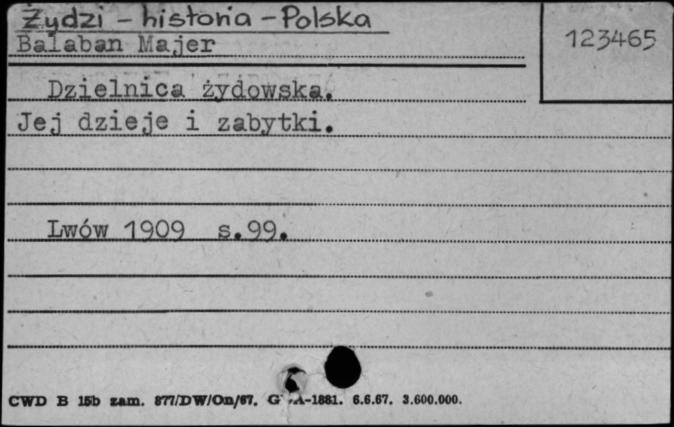 Żydzi - historia - Polska
Bałaban Majer
123465
Dzielnica żydowska.
Jej dzieje i zabytki.
Lwów 1909 s.99.
CWD B 15b zam. 877/DW/On/67. -1881. 6.6.67. 3.600.000.